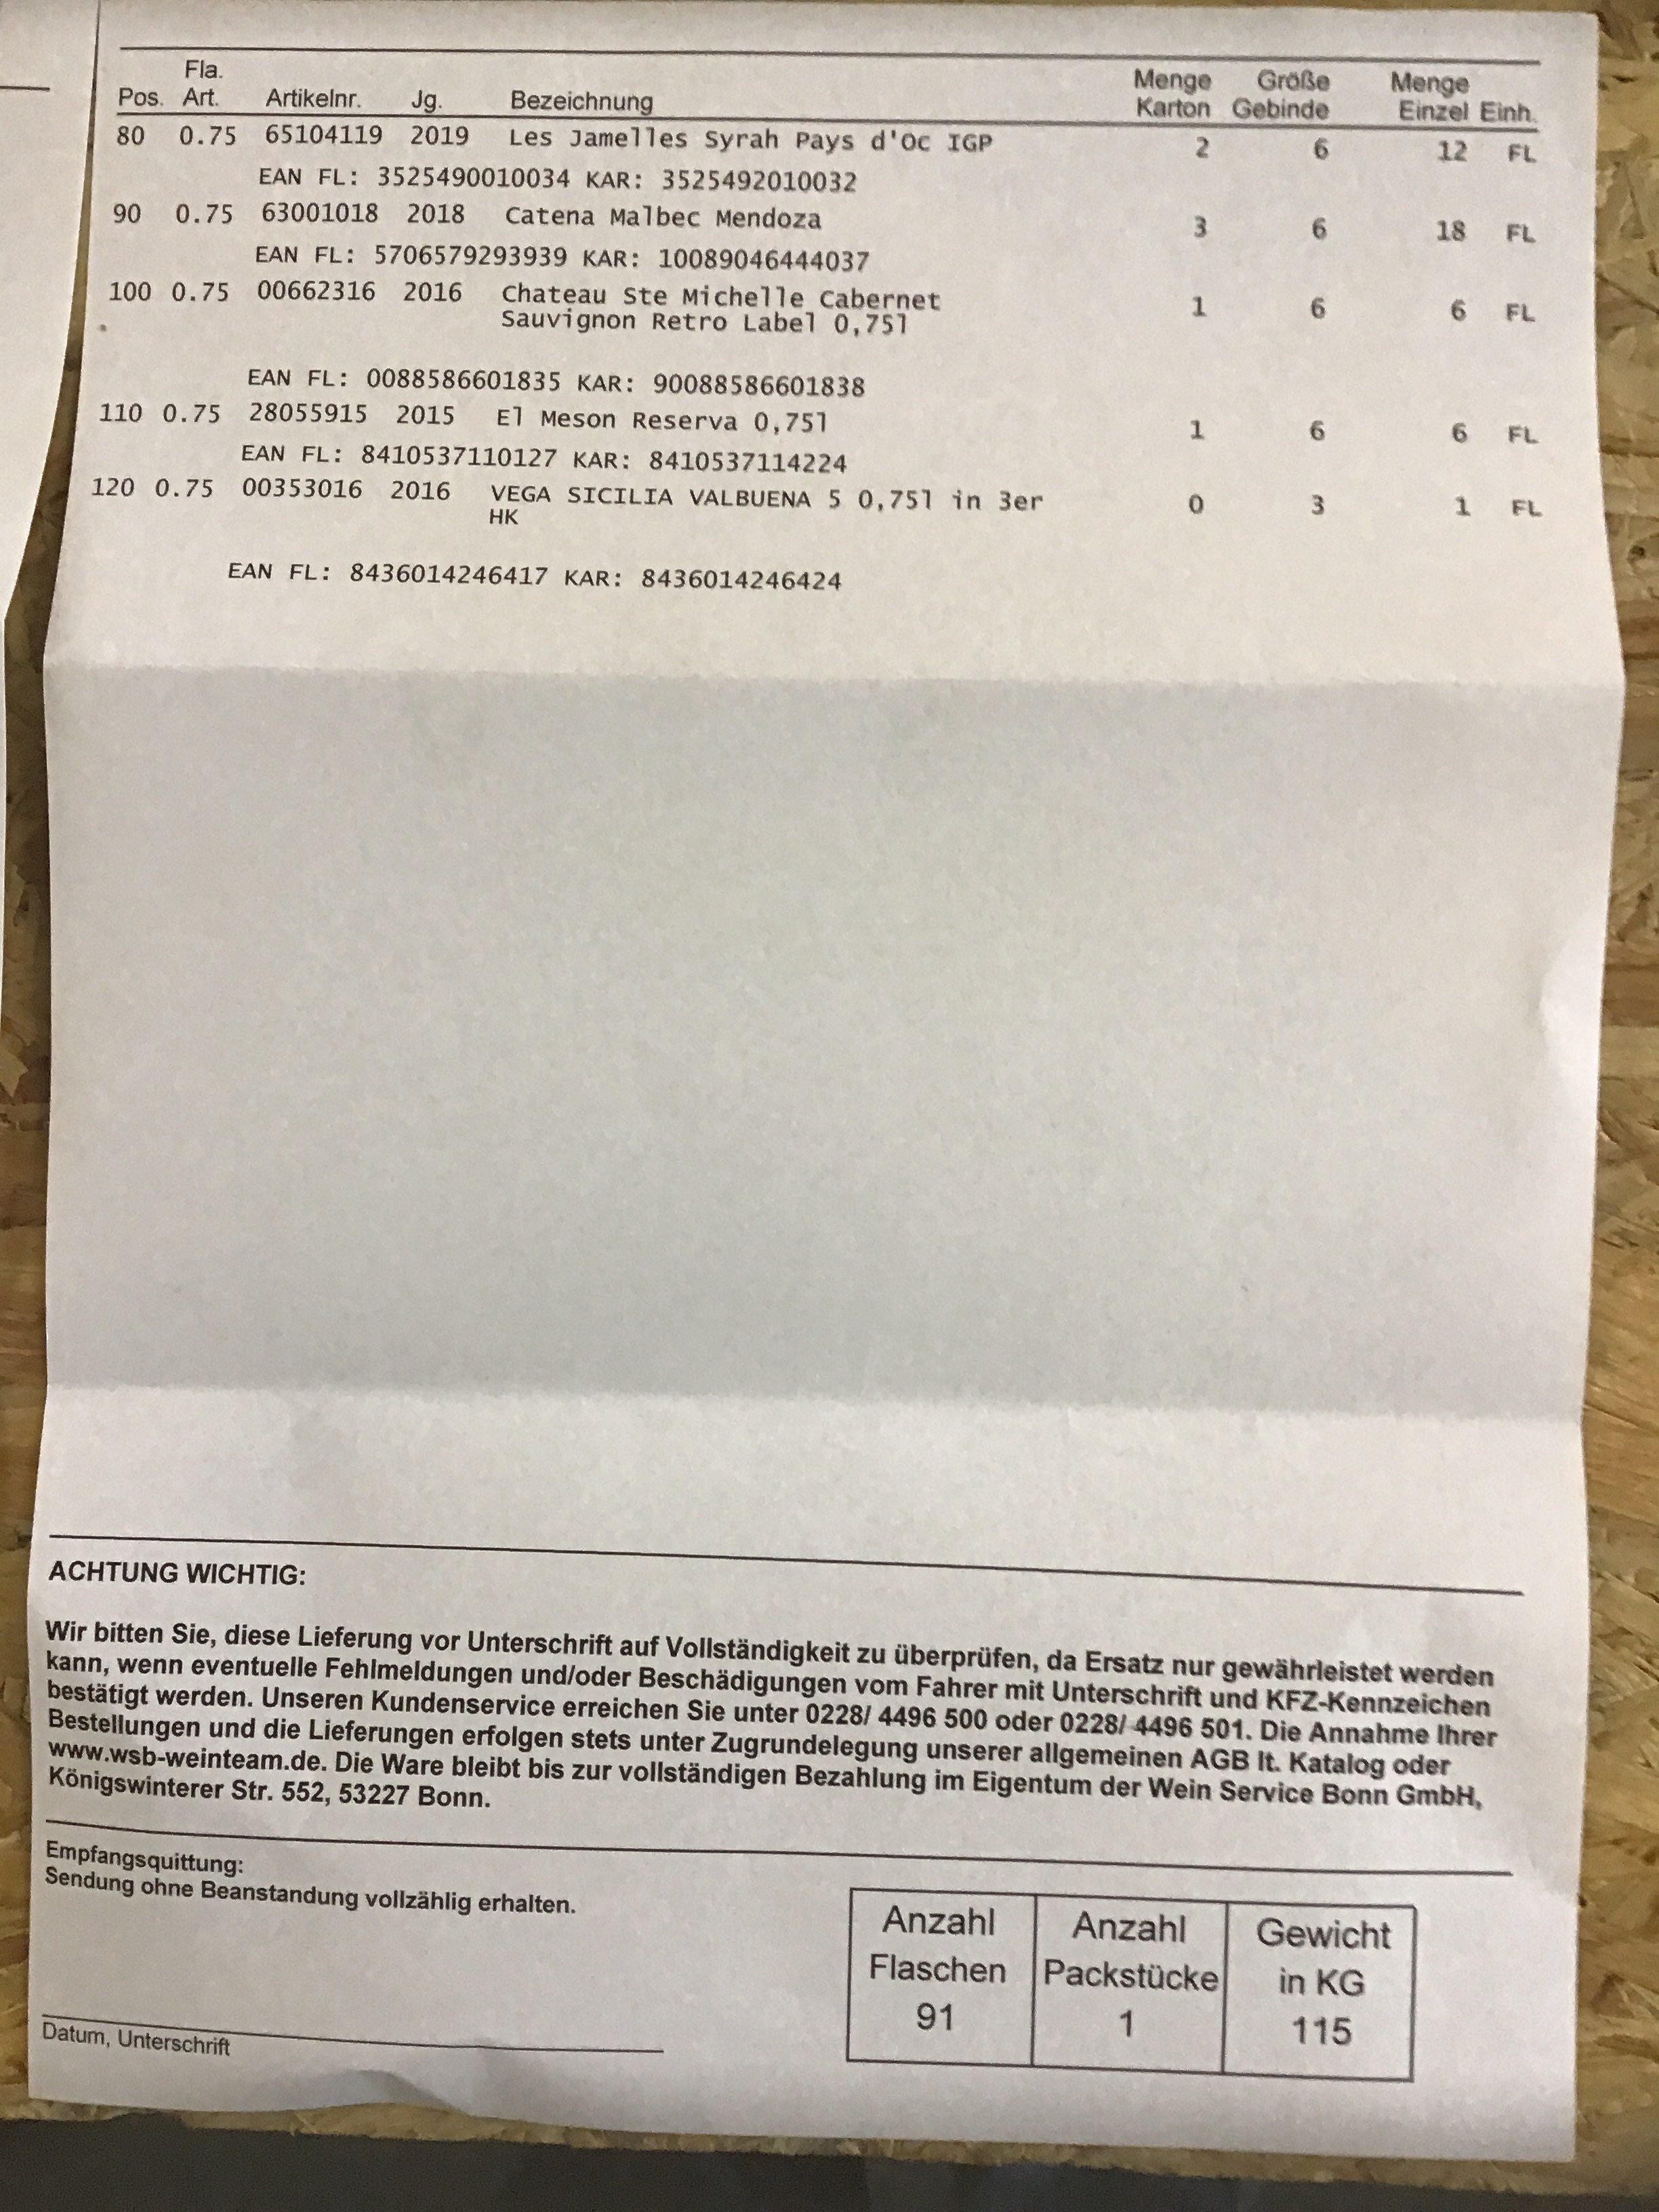 Pos. Fla. Art. Artikelnr. Jg. Bezeichnung Menge Karton Größe Gebinde Menge Einzel Einh.
80 0.75 65104119 2019 Les Jamelles Syrah Pays d'Oc IGP 2 6 12 FL
EAN FL: 3525490010034 KAR: 3525492010032
90 0.75 63001018 2018 Catena Malbec Mendoza 3 6 18 FL
EAN FL: 5706579293939 KAR: 10089046444037
100 0.75 00662316 2016 Chateau Ste Michelle Cabernet 1 6 6 FL
Sauvignon Retro Label 0,75l
EAN FL: 0088586601835 KAR: 90088586601838
110 0.75 28055915 2015 El Meson Reserva 0,75l 1 6 6 FL
EAN FL: 8410537110127 KAR: 8410537114224
120 0.75 00353016 2016 VEGA SICILIA VALBUENA 5 0,75l in 3er 0 3 1 FL
HK
EAN FL: 8436014246417 KAR: 8436014246424
ACHTUNG WICHTIG:
Wir bitten Sie, diese Lieferung vor Unterschrift auf Vollständigkeit zu überprüfen, da Ersatz nur gewährleistet werden
kann, wenn eventuelle Fehlmeldungen und/oder Beschädigungen vom Fahrer mit Unterschrift und KFZ-Kennzeichen
bestätigt werden. Unseren Kundenservice erreichen Sie unter 0228/ 4496 500 oder 0228/ 4496 501. Die Annahme Ihrer
Bestellungen und die Lieferungen erfolgen stets unter Zugrundelegung unserer allgemeinen AGB lt. Katalog oder
www.wsb-weinteam.de. Die Ware bleibt bis zur vollständigen Bezahlung im Eigentum der Wein Service Bonn GmbH,
Königswinterer Str. 552, 53227 Bonn.
Empfangsquittung:
Sendung ohne Beanstandung vollzählig erhalten.
Datum, Unterschrift
Anzahl Anzahl Gewicht
Flaschen Packstücke in KG
91 1 115